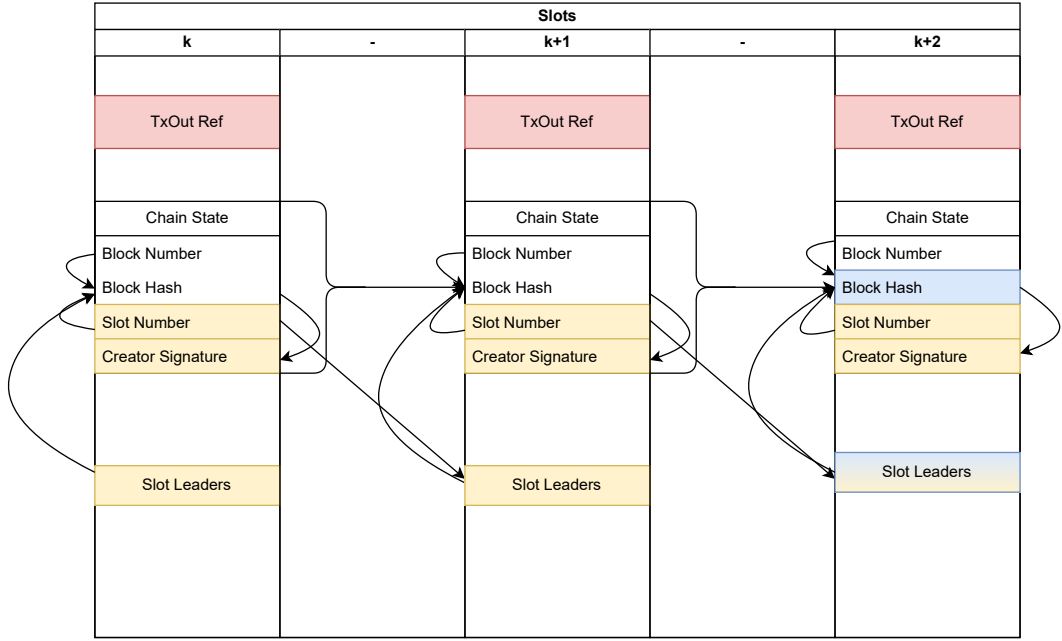 Slots
k
-
k+1
-
k+2
TxOut Ref
TxOut Ref
TxOut Ref
Chain State
Chain State
Chain State
Block Number
Block Number
Block Number
Block Hash
Block Hash
Block Hash
Slot Number
Slot Number
Slot Number
Creator Signature
Creator Signature
Creator Signature
Slot Leaders
Slot Leaders
Slot Leaders